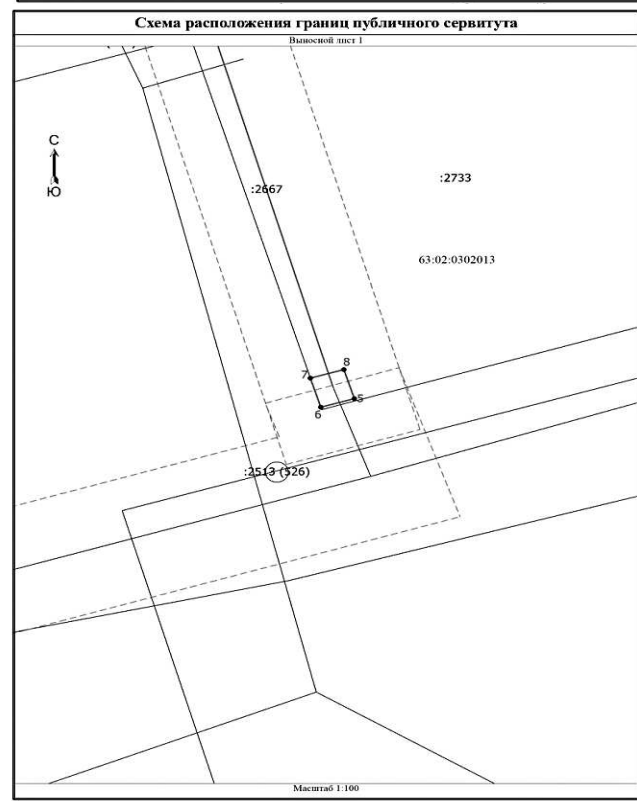 Схема расположения границ публичного сервитута
Выносной лист 1
С
Ю
:2667
:2733
63:02:0302013
7
8
6
5
:2513 (526)
Масштаб 1:100